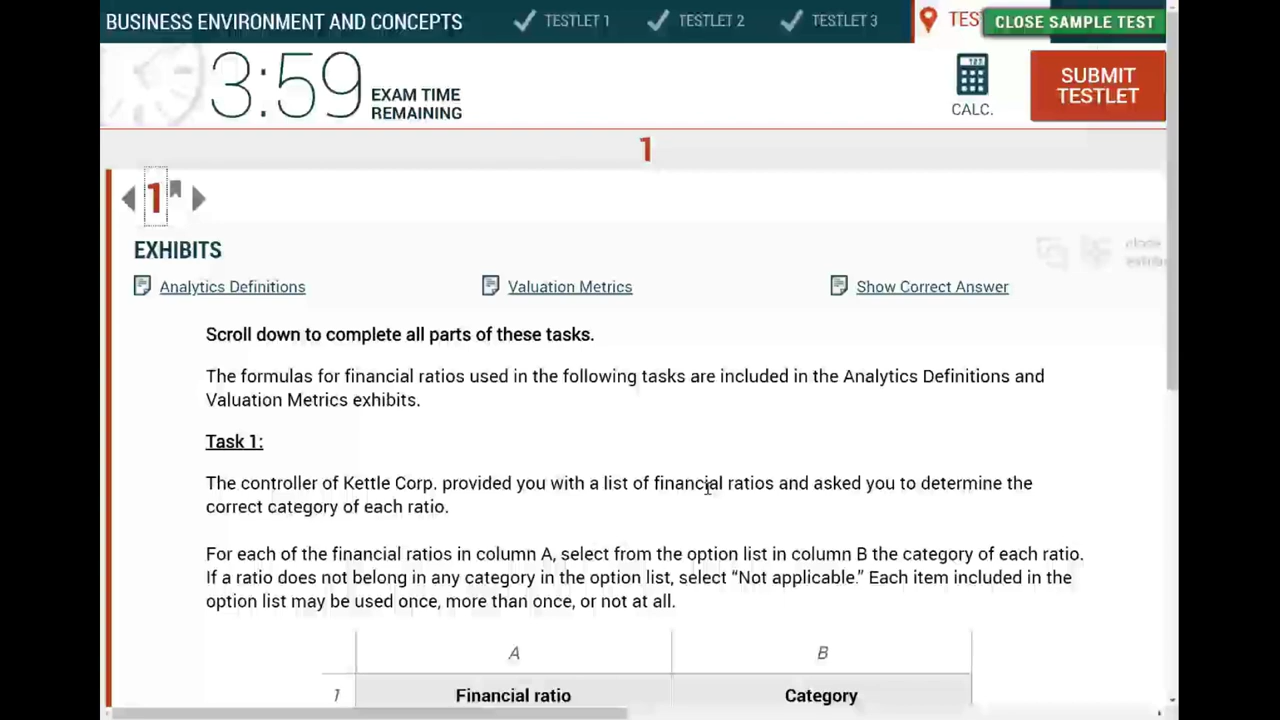 BUSINESS ENVIRONMENT AND CONCEPTS
TESTLET 1
TESTLET 2
TESTLET 3
TES
CLOSE SAMPLE TEST
3:59
EXAM TIME
REMAINING
CALC.
SUBMIT
TESTLET
1
1
EXHIBITS
close
Analytics Definitions
Valuation Metrics
Show Correct Answer
Scroll down to complete all parts of these tasks.
The formulas for financial ratios used in the following tasks are included in the Analytics Definitions and
Valuation Metrics exhibits.
Task 1:
The controller of Kettle Corp. provided you with a list of financial ratios and asked you to determine the
correct category of each ratio.
For each of the financial ratios in column A, select from the option list in column B the category of each ratio.
If a ratio does not belong in any category in the option list, select “Not applicable.” Each item included in the
option list may be used once, more than once, or not at all.
A
B
1
Financial ratio
Category